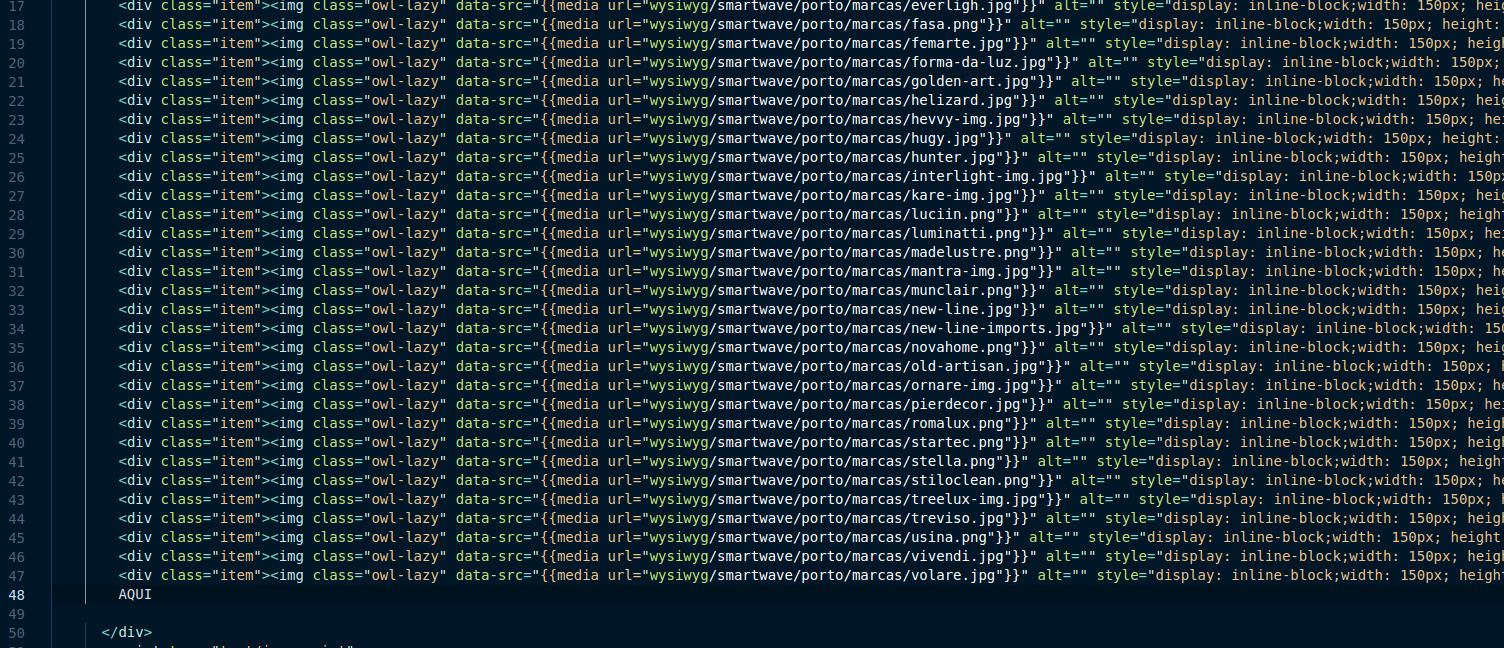 17 <div class="item"><img class="owl-lazy" data-src="{{media url="wysiwyg/smartwave/porto/marcas/everligh.jpg"}}" alt="" style="display: inline-block;width: 150px; height
18 <div class="item"><img class="owl-lazy" data-src="{{media url="wysiwyg/smartwave/porto/marcas/fasa.png"}}" alt="" style="display: inline-block;width: 150px; height:
19 <div class="item"><img class="owl-lazy" data-src="{{media url="wysiwyg/smartwave/porto/marcas/femarte.jpg"}}" alt="" style="display: inline-block;width: 150px; heigh
20 <div class="item"><img class="owl-lazy" data-src="{{media url="wysiwyg/smartwave/porto/marcas/forma-da-luz.jpg"}}" alt="" style="display: inline-block;width: 150px;
21 <div class="item"><img class="owl-lazy" data-src="{{media url="wysiwyg/smartwave/porto/marcas/golden-art.jpg"}}" alt="" style="display: inline-block;width: 150px; he
22 <div class="item"><img class="owl-lazy" data-src="{{media url="wysiwyg/smartwave/porto/marcas/helizard.jpg"}}" alt="" style="display: inline-block;width: 150px; heig
23 <div class="item"><img class="owl-lazy" data-src="{{media url="wysiwyg/smartwave/porto/marcas/hevvy-img.jpg"}}" alt="" style="display: inline-block;width: 150px; hei
24 <div class="item"><img class="owl-lazy" data-src="{{media url="wysiwyg/smartwave/porto/marcas/hugy.jpg"}}" alt="" style="display: inline-block;width: 150px; height:
25 <div class="item"><img class="owl-lazy" data-src="{{media url="wysiwyg/smartwave/porto/marcas/hunter.jpg"}}" alt="" style="display: inline-block;width: 150px; height
26 <div class="item"><img class="owl-lazy" data-src="{{media url="wysiwyg/smartwave/porto/marcas/interlight-img.jpg"}}" alt="" style="display: inline-block;width: 150px
27 <div class="item"><img class="owl-lazy" data-src="{{media url="wysiwyg/smartwave/porto/marcas/kare-img.jpg"}}" alt="" style="display: inline-block;width: 150px; heig
28 <div class="item"><img class="owl-lazy" data-src="{{media url="wysiwyg/smartwave/porto/marcas/luciin.png"}}" alt="" style="display: inline-block;width: 150px; height
29 <div class="item"><img class="owl-lazy" data-src="{{media url="wysiwyg/smartwave/porto/marcas/luminatti.png"}}" alt="" style="display: inline-block;width: 150px; hei
30 <div class="item"><img class="owl-lazy" data-src="{{media url="wysiwyg/smartwave/porto/marcas/madelustre.png"}}" alt="" style="display: inline-block;width: 150px; he
31 <div class="item"><img class="owl-lazy" data-src="{{media url="wysiwyg/smartwave/porto/marcas/mantra-img.jpg"}}" alt="" style="display: inline-block;width: 150px; he
32 <div class="item"><img class="owl-lazy" data-src="{{media url="wysiwyg/smartwave/porto/marcas/munclair.png"}}" alt="" style="display: inline-block;width: 150px; heig
33 <div class="item"><img class="owl-lazy" data-src="{{media url="wysiwyg/smartwave/porto/marcas/new-line.jpg"}}" alt="" style="display: inline-block;width: 150px; heig
34 <div class="item"><img class="owl-lazy" data-src="{{media url="wysiwyg/smartwave/porto/marcas/new-line-imports.jpg"}}" alt="" style="display: inline-block;width: 150
35 <div class="item"><img class="owl-lazy" data-src="{{media url="wysiwyg/smartwave/porto/marcas/novahome.png"}}" alt="" style="display: inline-block;width: 150px; heig
36 <div class="item"><img class="owl-lazy" data-src="{{media url="wysiwyg/smartwave/porto/marcas/old-artisan.jpg"}}" alt="" style="display: inline-block;width: 150px; h
37 <div class="item"><img class="owl-lazy" data-src="{{media url="wysiwyg/smartwave/porto/marcas/ornare-img.jpg"}}" alt="" style="display: inline-block;width: 150px; he
38 <div class="item"><img class="owl-lazy" data-src="{{media url="wysiwyg/smartwave/porto/marcas/pierdecor.jpg"}}" alt="" style="display: inline-block;width: 150px; hei
39 <div class="item"><img class="owl-lazy" data-src="{{media url="wysiwyg/smartwave/porto/marcas/romalux.png"}}" alt="" style="display: inline-block;width: 150px; heigh
40 <div class="item"><img class="owl-lazy" data-src="{{media url="wysiwyg/smartwave/porto/marcas/startec.png"}}" alt="" style="display: inline-block;width: 150px; heigh
41 <div class="item"><img class="owl-lazy" data-src="{{media url="wysiwyg/smartwave/porto/marcas/stella.png"}}" alt="" style="display: inline-block;width: 150px; height
42 <div class="item"><img class="owl-lazy" data-src="{{media url="wysiwyg/smartwave/porto/marcas/stiloclean.png"}}" alt="" style="display: inline-block;width: 150px; he
43 <div class="item"><img class="owl-lazy" data-src="{{media url="wysiwyg/smartwave/porto/marcas/treelux-img.jpg"}}" alt="" style="display: inline-block;width: 150px; h
44 <div class="item"><img class="owl-lazy" data-src="{{media url="wysiwyg/smartwave/porto/marcas/treviso.jpg"}}" alt="" style="display: inline-block;width: 150px; heigh
45 <div class="item"><img class="owl-lazy" data-src="{{media url="wysiwyg/smartwave/porto/marcas/usina.png"}}" alt="" style="display: inline-block;width: 150px; height
46 <div class="item"><img class="owl-lazy" data-src="{{media url="wysiwyg/smartwave/porto/marcas/vivendi.jpg"}}" alt="" style="display: inline-block;width: 150px; heigh
47 <div class="item"><img class="owl-lazy" data-src="{{media url="wysiwyg/smartwave/porto/marcas/volare.jpg"}}" alt="" style="display: inline-block;width: 150px; height
48 AQUI
49
50 </div>